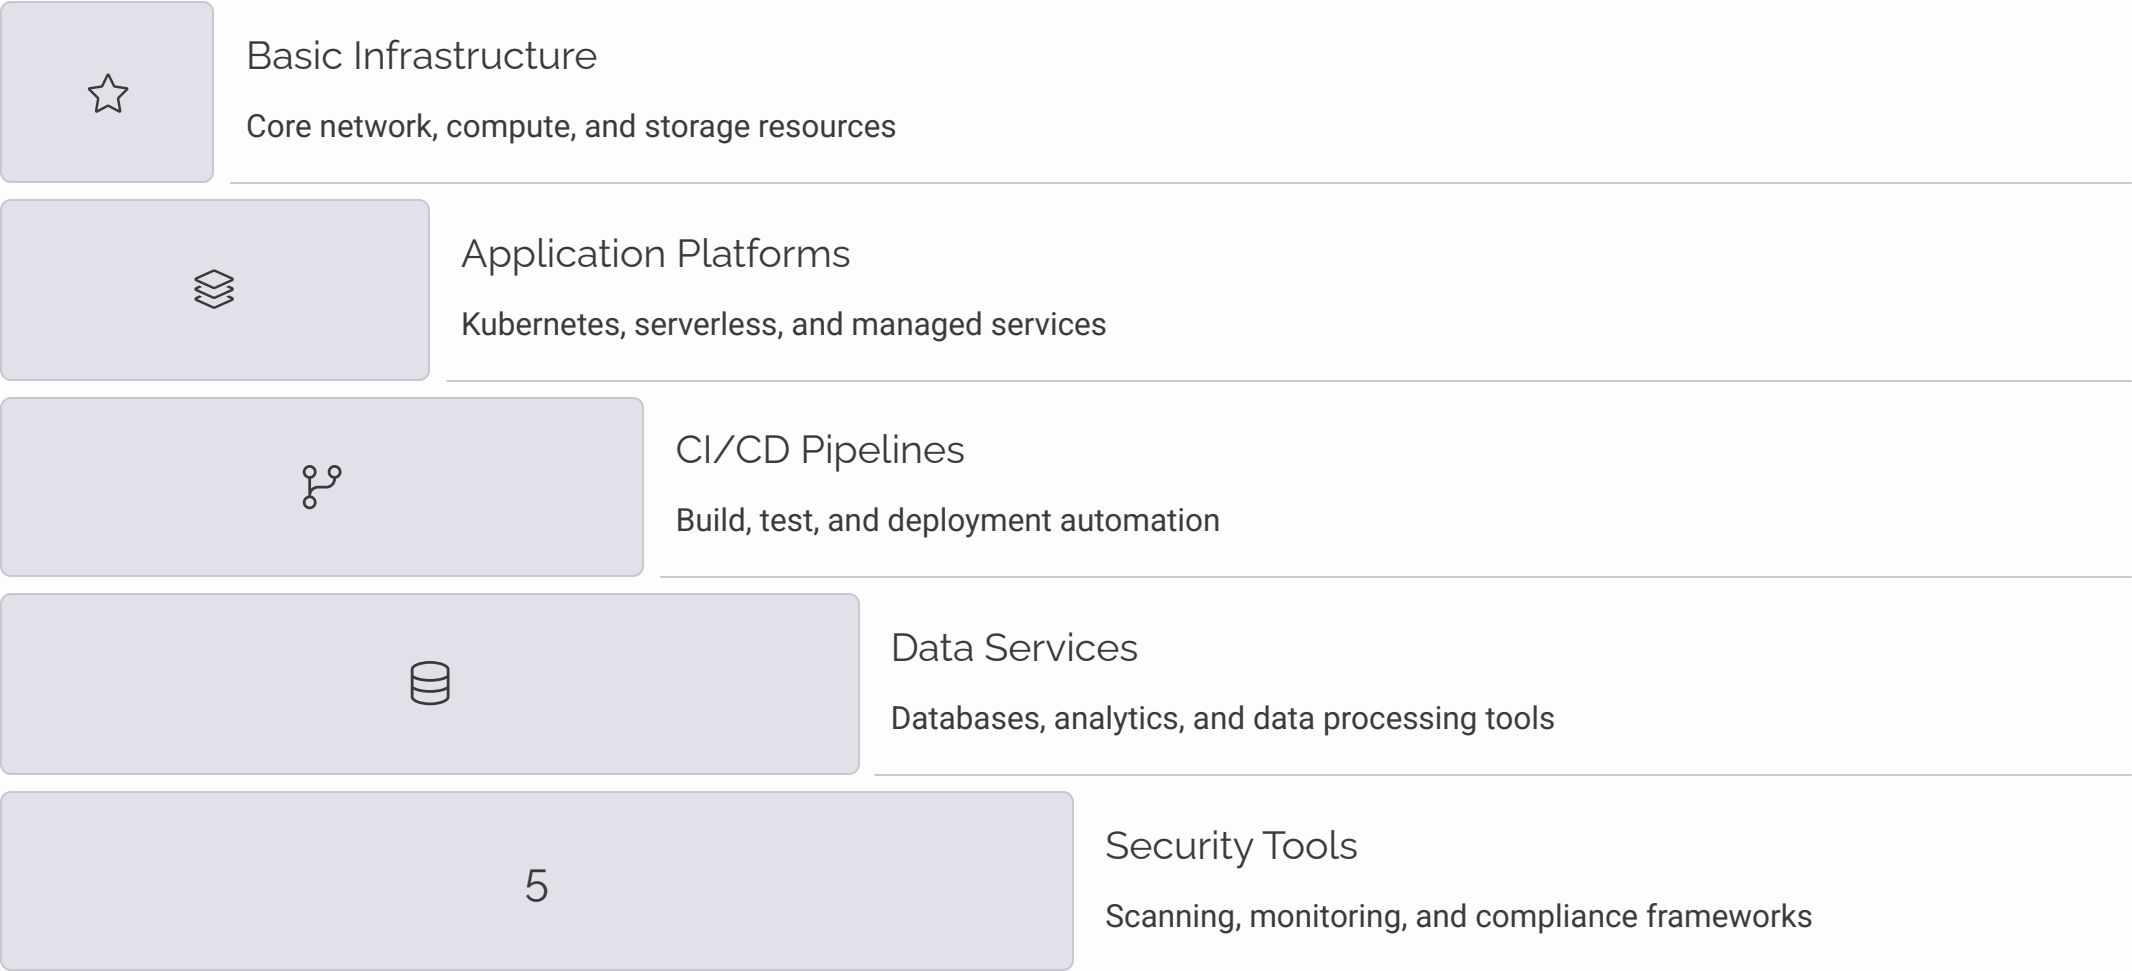 Basic Infrastructure
Core network, compute, and storage resources
Application Platforms
Kubernetes, serverless, and managed services
CI/CD Pipelines
Build, test, and deployment automation
Data Services
Databases, analytics, and data processing tools
5
Security Tools
Scanning, monitoring, and compliance frameworks